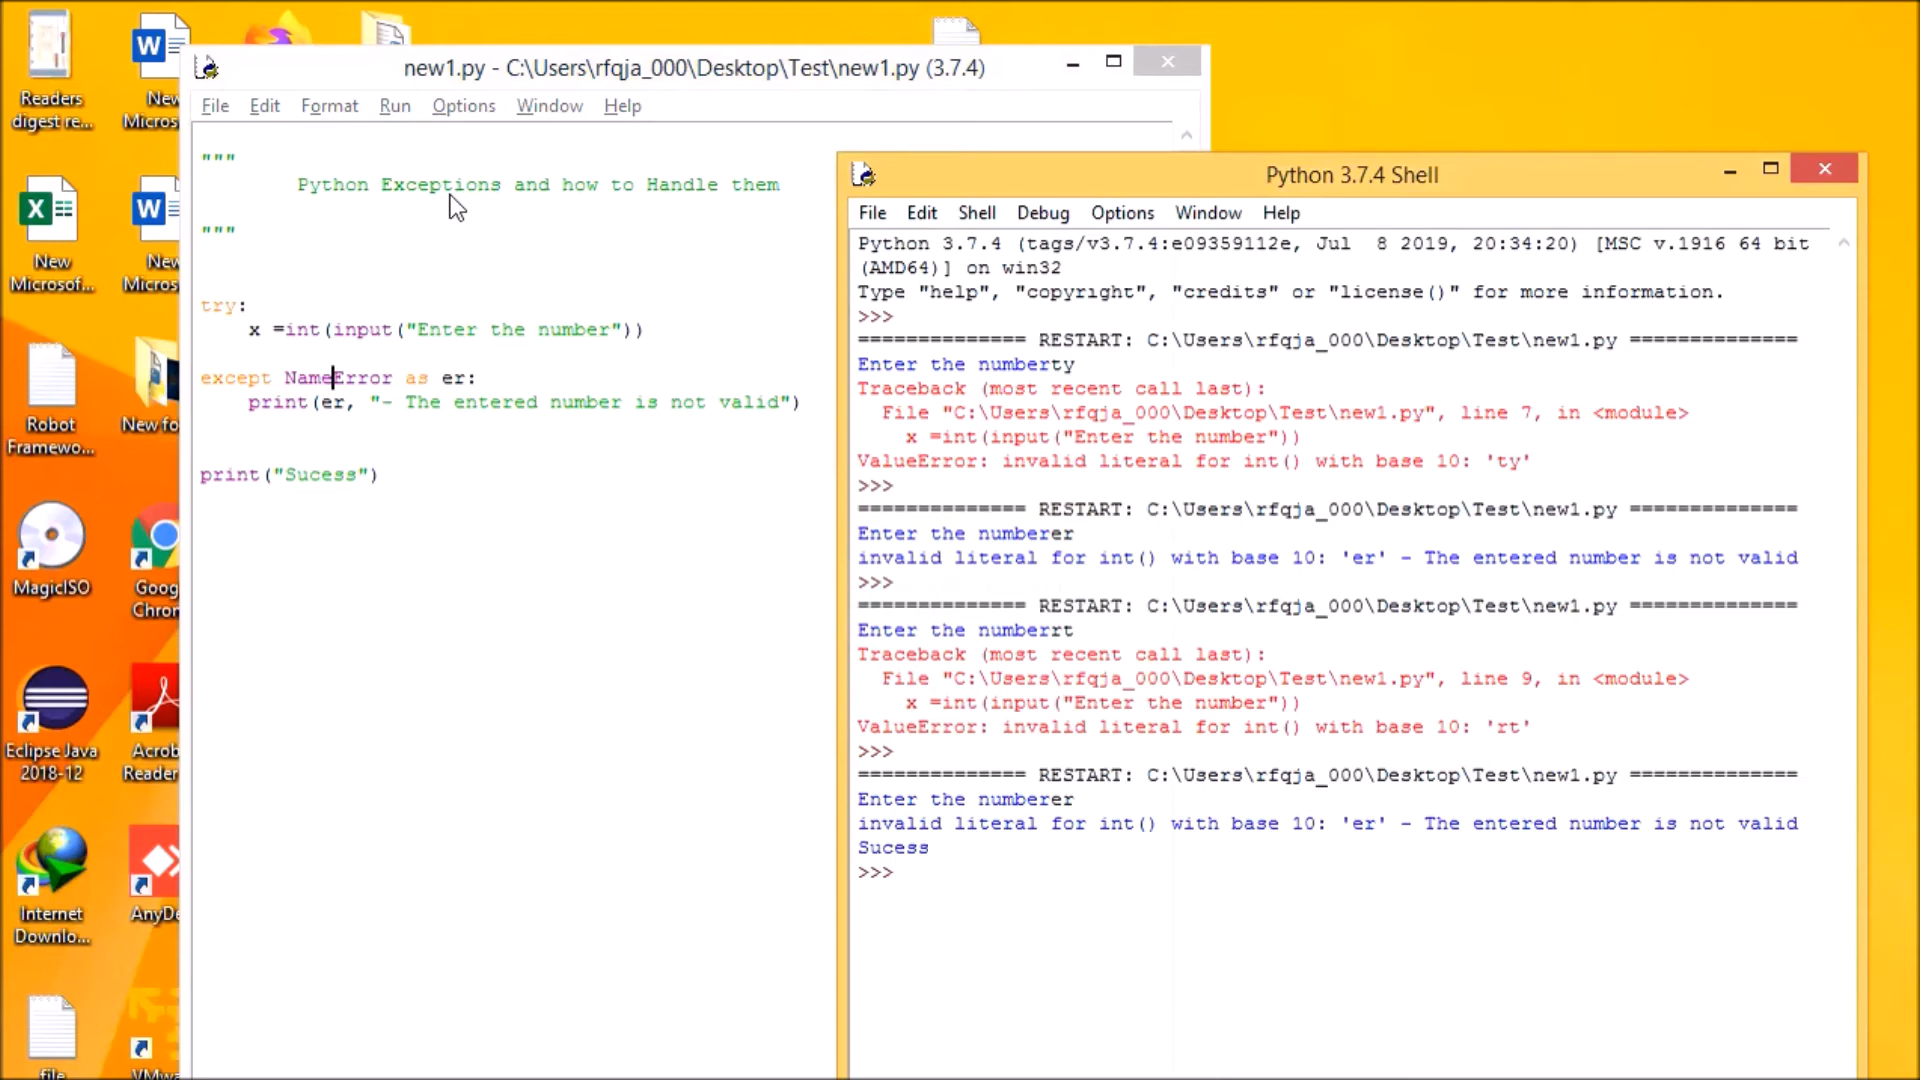 Readers
digest re...
New
Micros
New
Microsof...
New
Micros
Robot
Framewo...
New fo
MagicISO
Goog
Chron
Eclipse Java
2018-12
Acrob
Reader
Internet
Downlo...
AnyDe
file
VMwa
new1.py - C:\Users\rfqja_000\Desktop\Test\new1.py (3.7.4)
File Edit Format Run Options Window Help
"""
Python Exceptions and how to Handle them
"""
try:
x =int(input("Enter the number"))
except NameError as er:
print(er, "- The entered number is not valid")
print("Sucess")
Python 3.7.4 Shell
File Edit Shell Debug Options Window Help
Python 3.7.4 (tags/v3.7.4:e09359112e, Jul 8 2019, 20:34:20) [MSC v.1916 64 bit
(AMD64)] on win32
Type "help", "copyright", "credits" or "license()" for more information.
>>>
============== RESTART: C:\Users\rfqja_000\Desktop\Test\new1.py ==============
Enter the numberty
Traceback (most recent call last):
File "C:\Users\rfqja_000\Desktop\Test\new1.py", line 7, in <module>
x =int(input("Enter the number"))
ValueError: invalid literal for int() with base 10: 'ty'
>>>
============== RESTART: C:\Users\rfqja_000\Desktop\Test\new1.py ==============
Enter the numberer
invalid literal for int() with base 10: 'er' - The entered number is not valid
>>>
============== RESTART: C:\Users\rfqja_000\Desktop\Test\new1.py ==============
Enter the numberrt
Traceback (most recent call last):
File "C:\Users\rfqja_000\Desktop\Test\new1.py", line 9, in <module>
x =int(input("Enter the number"))
ValueError: invalid literal for int() with base 10: 'rt'
>>>
============== RESTART: C:\Users\rfqja_000\Desktop\Test\new1.py ==============
Enter the numberer
invalid literal for int() with base 10: 'er' - The entered number is not valid
Sucess
>>>